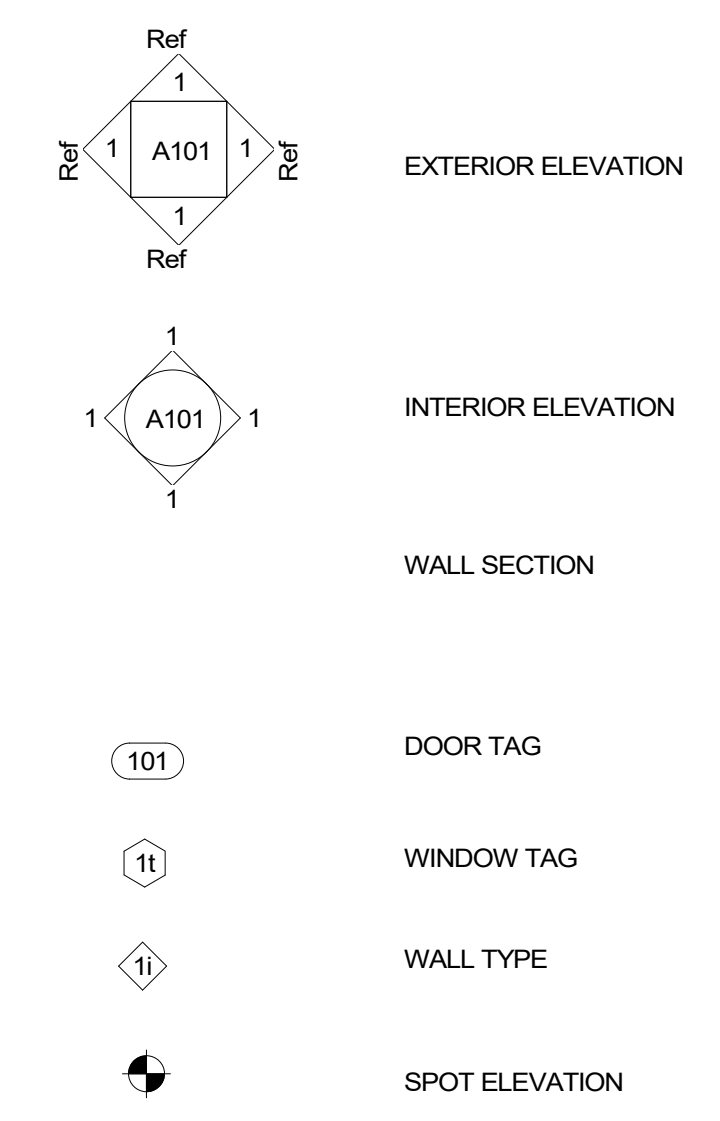 Ref
1
Ref 1 A101 1 Ref
EXTERIOR ELEVATION
1
Ref
1
1 A101 1
INTERIOR ELEVATION
1
WALL SECTION
101
DOOR TAG
1t
WINDOW TAG
1i
WALL TYPE
SPOT ELEVATION